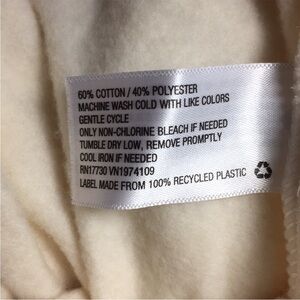 60% COTTON / 40% POLYESTER
MACHINE WASH COLD WITH LIKE COLORS
GENTLE CYCLE
ONLY NON-CHLORINE BLEACH IF NEEDED
TUMBLE DRY LOW, REMOVE PROMPTLY
COOL IRON IF NEEDED
RN17730 VN1974109
LABEL MADE FROM 100% RECYCLED PLASTIC